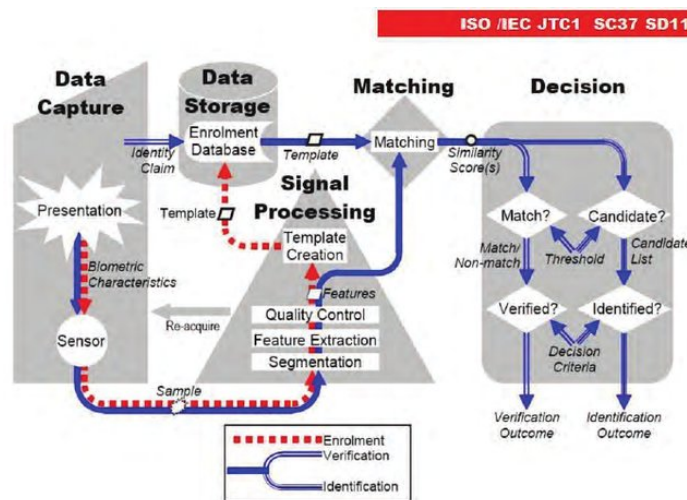 ISO /IEC JTC1 SC37 SD11
Data
Capture
Data
Storage
Matching
Decision
Identity
Claim
Enrolment
Database
Template
Matching
Similarity
Score(s)
Presentation
Template
Signal
Processing
Match?
Candidate?
Biometric
Characteristics
Template
Creation
Match/
Non-match
Threshold
Candidate
List
Features
Sensor
Re-acquire
Quality Control
Feature Extraction
Segmentation
Verified?
Identified?
Decision
Criteria
Sample
Verification
Outcome
Identification
Outcome
Enrolment
Verification
Identification